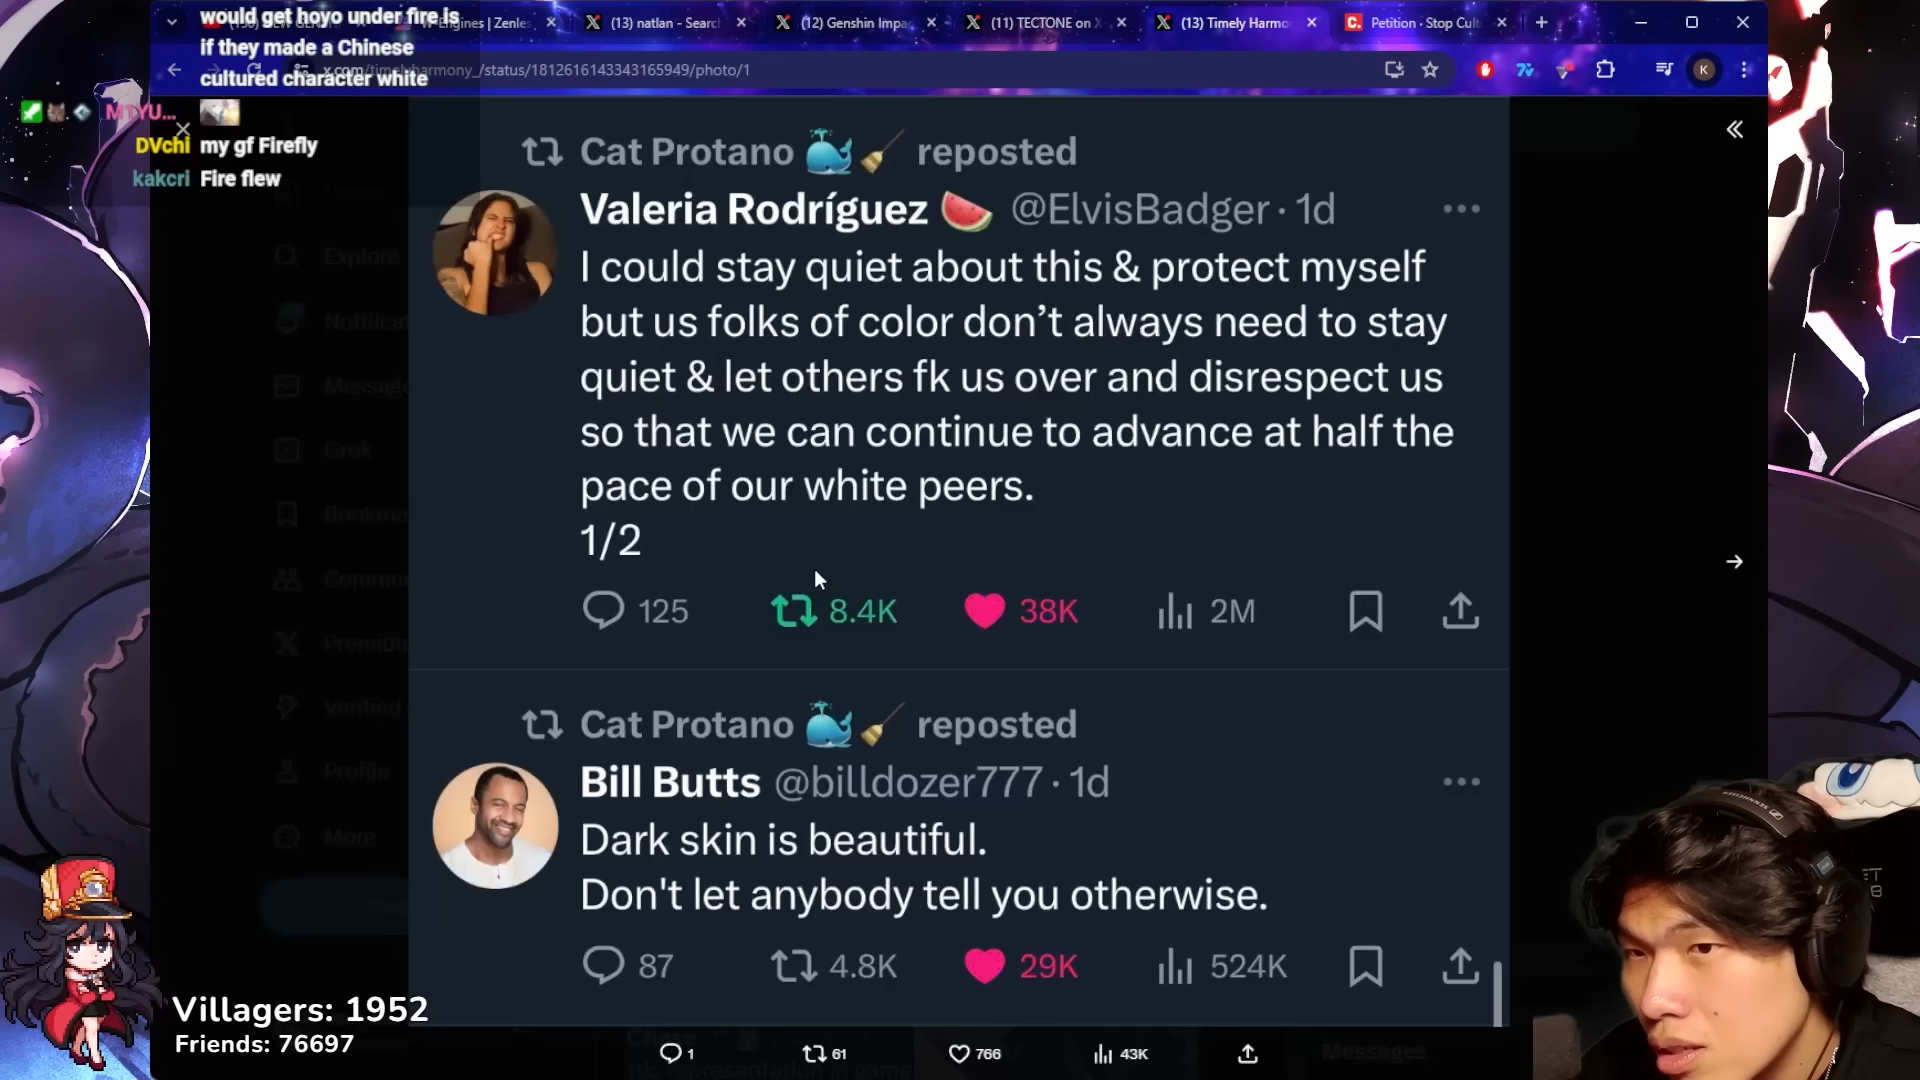 would get hoyo under fire is
if they made a Chinese
cultured character white
M1YU...
DVchi my gf Firefly
kakcri Fire flew
Engines | Zenles
(13) natlan - Search
(12) Genshin Impa
(11) TECTONE on X
(13) Timely Harmo
Petition · Stop Cult
x.com/timelyharmony_/status/1812616143343165949/photo/1
K
Explore
Notificat
Message
Grok
Bookma
Commun
Premium
Verified
Profile
More
Cat Protano 🐳🧹 reposted
Valeria Rodríguez 🍉 @ElvisBadger · 1d
I could stay quiet about this & protect myself
but us folks of color don’t always need to stay
quiet & let others fk us over and disrespect us
so that we can continue to advance at half the
pace of our white peers.
1/2
125 8.4K 38K 2M
Cat Protano 🐳🧹 reposted
Bill Butts @billdozer777 · 1d
Dark skin is beautiful.
Don't let anybody tell you otherwise.
87 4.8K 29K 524K
1 61 766 43K
Messages
Villagers: 1952
Friends: 76697
SENNHEISER